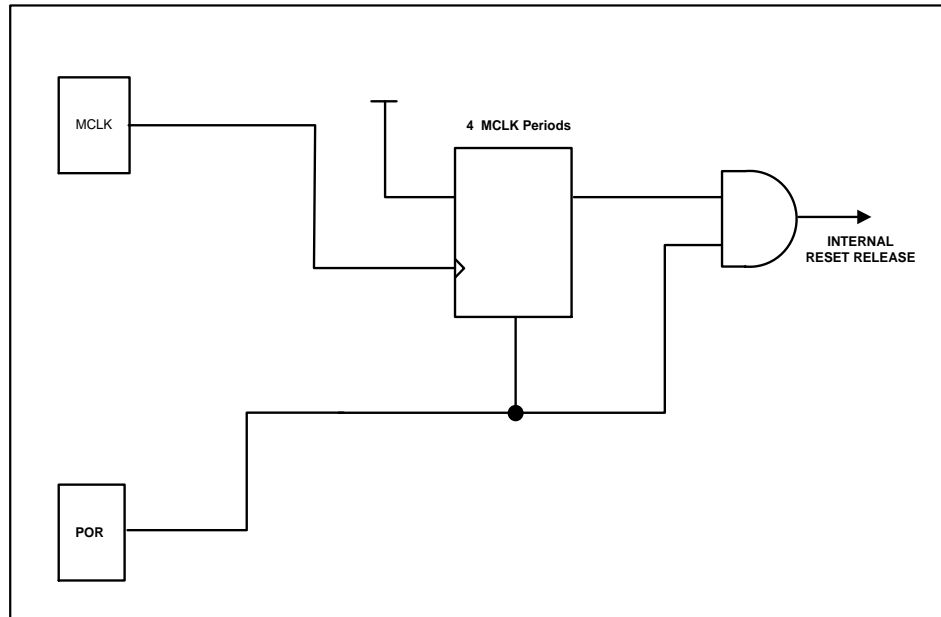 MCLK
4 MCLK Periods
INTERNAL
RESET RELEASE
POR